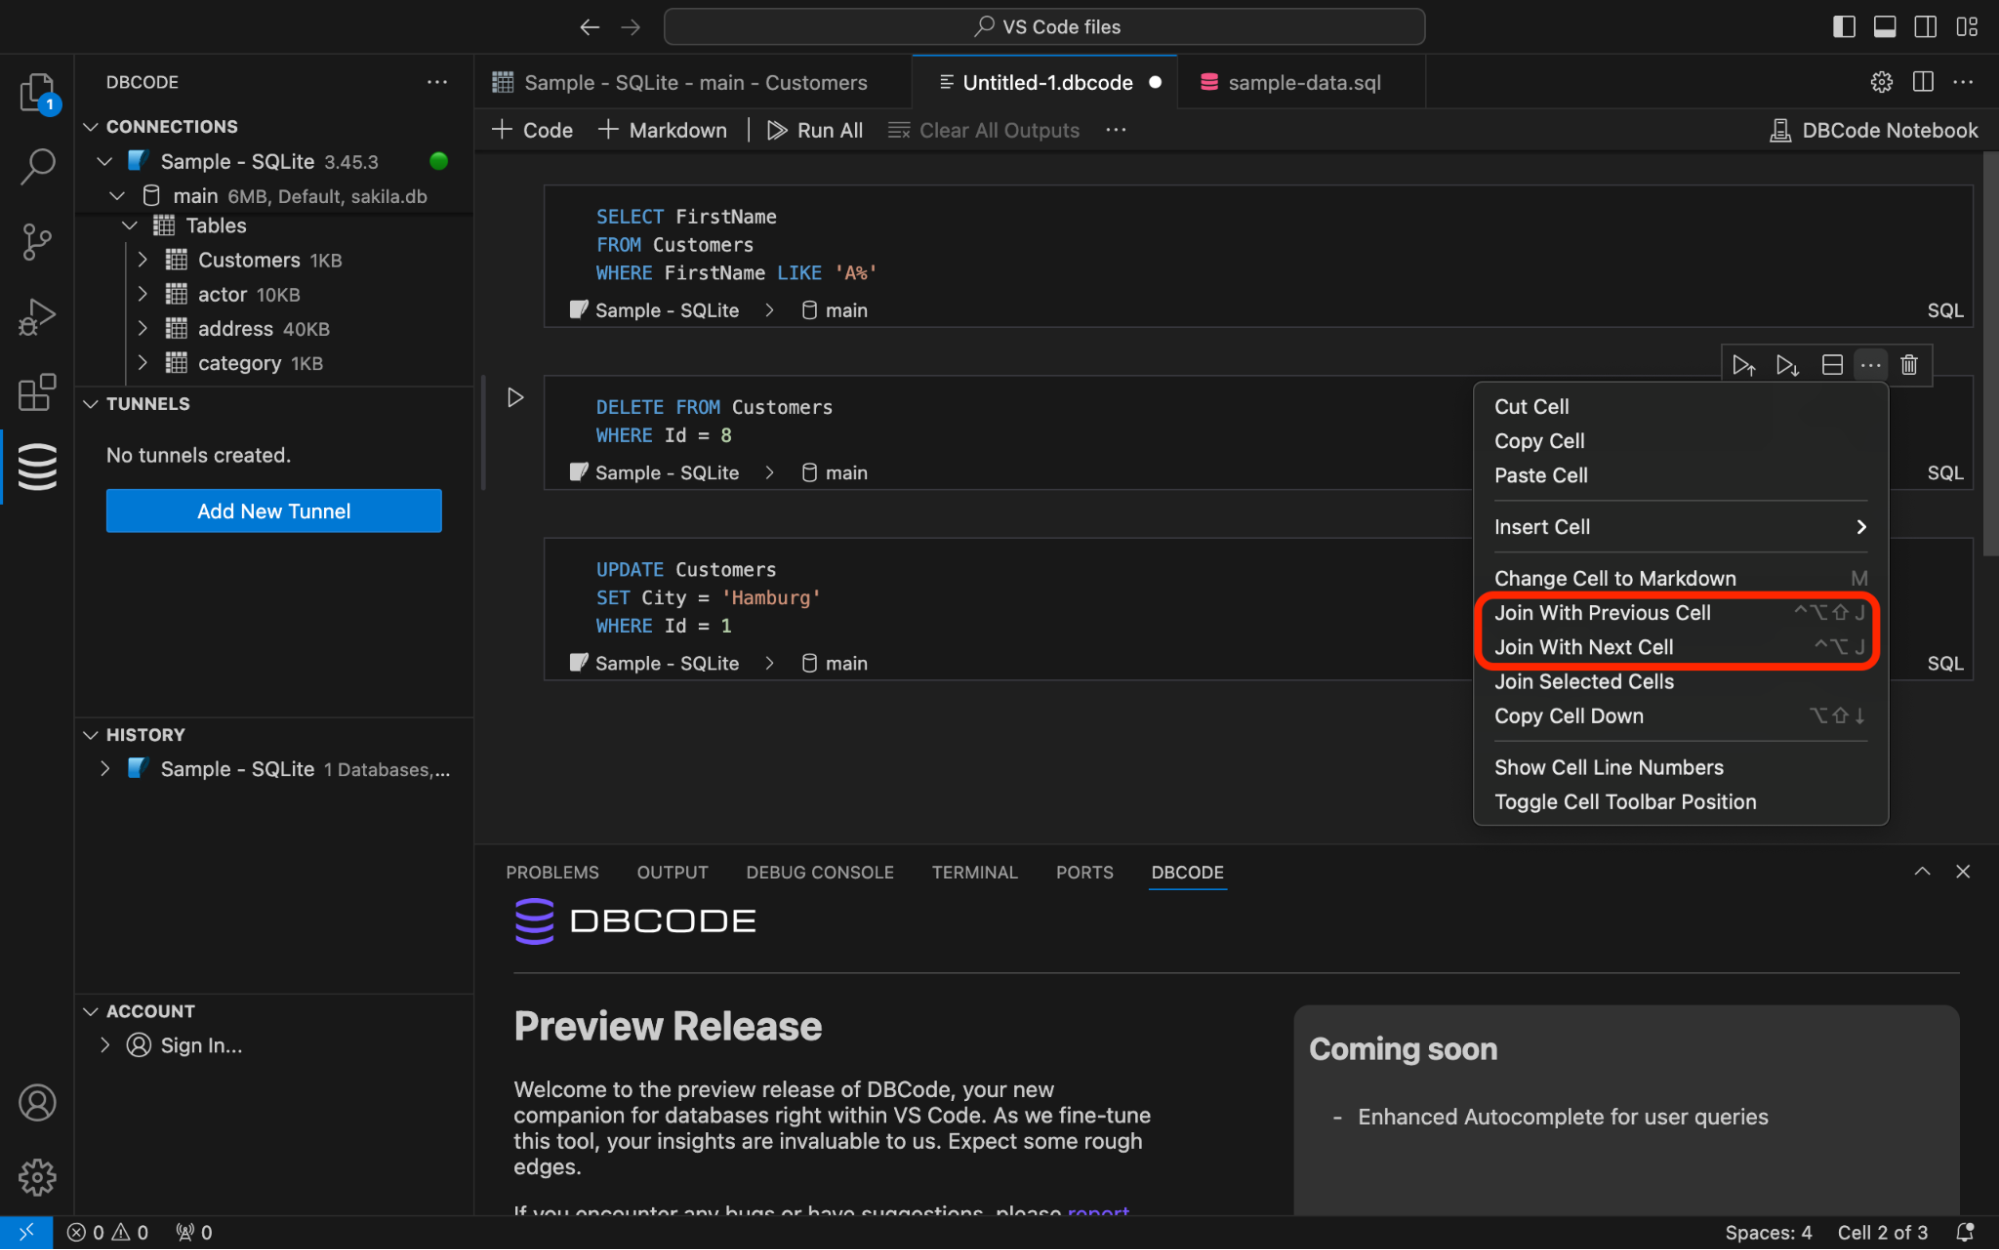 VS Code files
1
DBCODE
CONNECTIONS
Sample - SQLite 3.45.3
main 6MB, Default, sakila.db
Tables
Customers 1KB
actor 10KB
address 40KB
category 1KB
TUNNELS
No tunnels created.
Add New Tunnel
HISTORY
Sample - SQLite 1 Databases,...
ACCOUNT
Sign In...
Sample - SQLite - main - Customers
Untitled-1.dbcode
sample-data.sql
Code
Markdown
Run All
Clear All Outputs
DBCode Notebook
SELECT FirstName
FROM Customers
WHERE FirstName LIKE 'A%'
Sample - SQLite > main
SQL
DELETE FROM Customers
WHERE Id = 8
Sample - SQLite > main
SQL
UPDATE Customers
SET City = 'Hamburg'
WHERE Id = 1
Sample - SQLite > main
SQL
Cut Cell
Copy Cell
Paste Cell
Insert Cell
Change Cell to Markdown M
Join With Previous Cell ^⌥⇧J
Join With Next Cell ^⌥J
Join Selected Cells
Copy Cell Down ⌥⇧↓
Show Cell Line Numbers
Toggle Cell Toolbar Position
PROBLEMS
OUTPUT
DEBUG CONSOLE
TERMINAL
PORTS
DBCODE
DBCODE
Preview Release
Welcome to the preview release of DBCode, your new
companion for databases right within VS Code. As we fine-tune
this tool, your insights are invaluable to us. Expect some rough
edges.
If you encounter any bugs or have suggestions, please report
Coming soon
- Enhanced Autocomplete for user queries
0 0 0
Spaces: 4
Cell 2 of 3